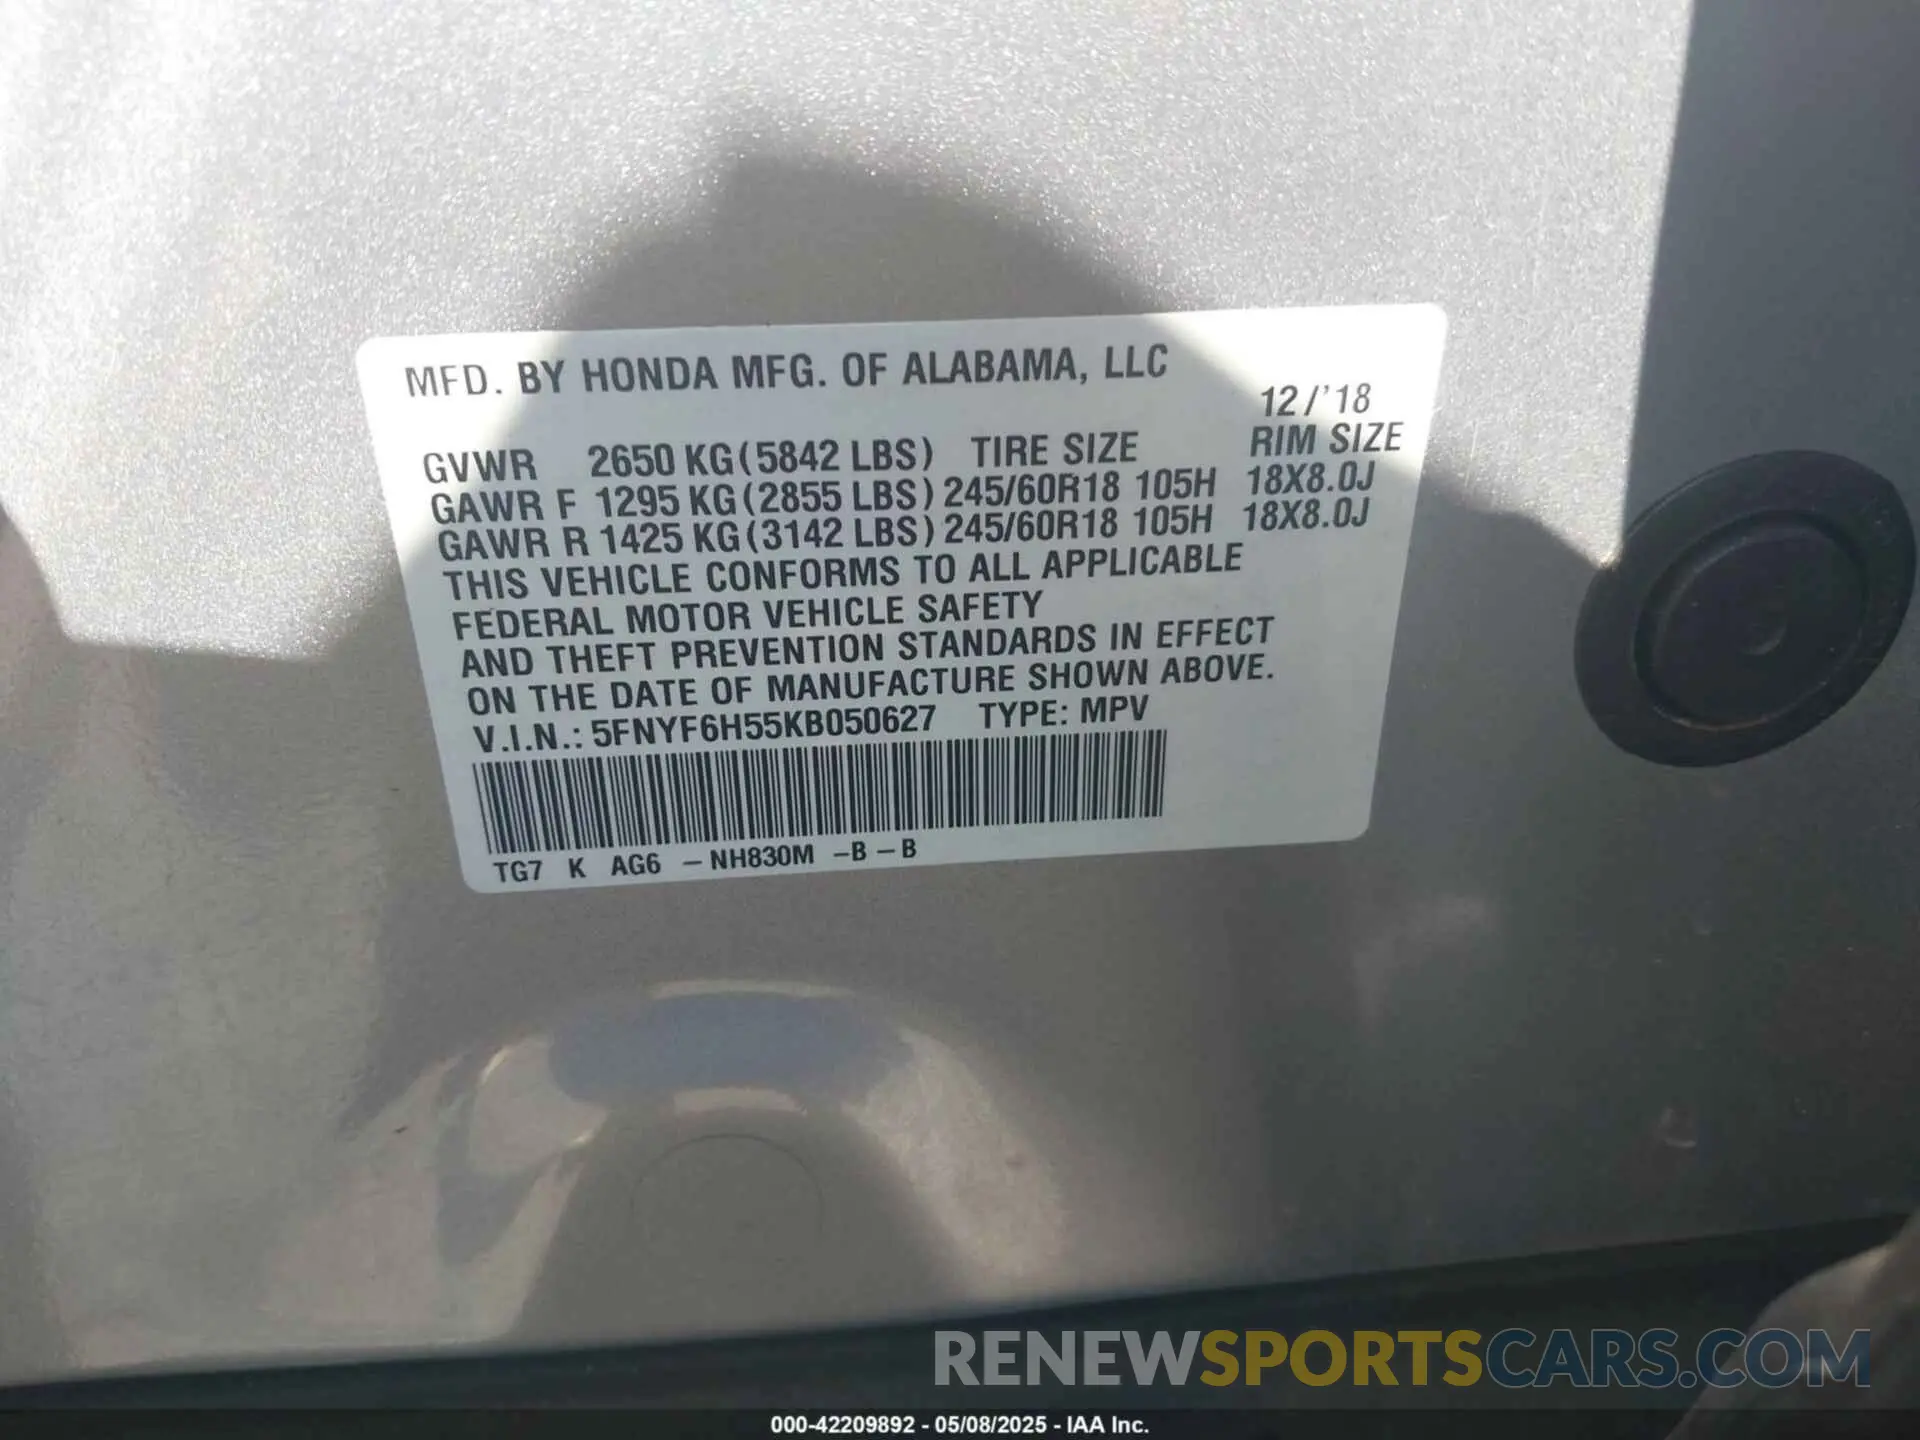 MFD. BY HONDA MFG. OF ALABAMA, LLC
12/'18
GVWR 2650 KG(5842 LBS) TIRE SIZE RIM SIZE
GAWR F 1295 KG(2855 LBS) 245/60R18 105H 18X8.0J
GAWR R 1425 KG(3142 LBS) 245/60R18 105H 18X8.0J
THIS VEHICLE CONFORMS TO ALL APPLICABLE
FEDERAL MOTOR VEHICLE SAFETY
AND THEFT PREVENTION STANDARDS IN EFFECT
ON THE DATE OF MANUFACTURE SHOWN ABOVE.
V.I.N.: 5FNYF6H55KB050627 TYPE: MPV
TG7 K AG6 -NH830M -B-B
RENEWSPORTSCARS.COM
000-42209892 - 05/08/2025 - IAA Inc.